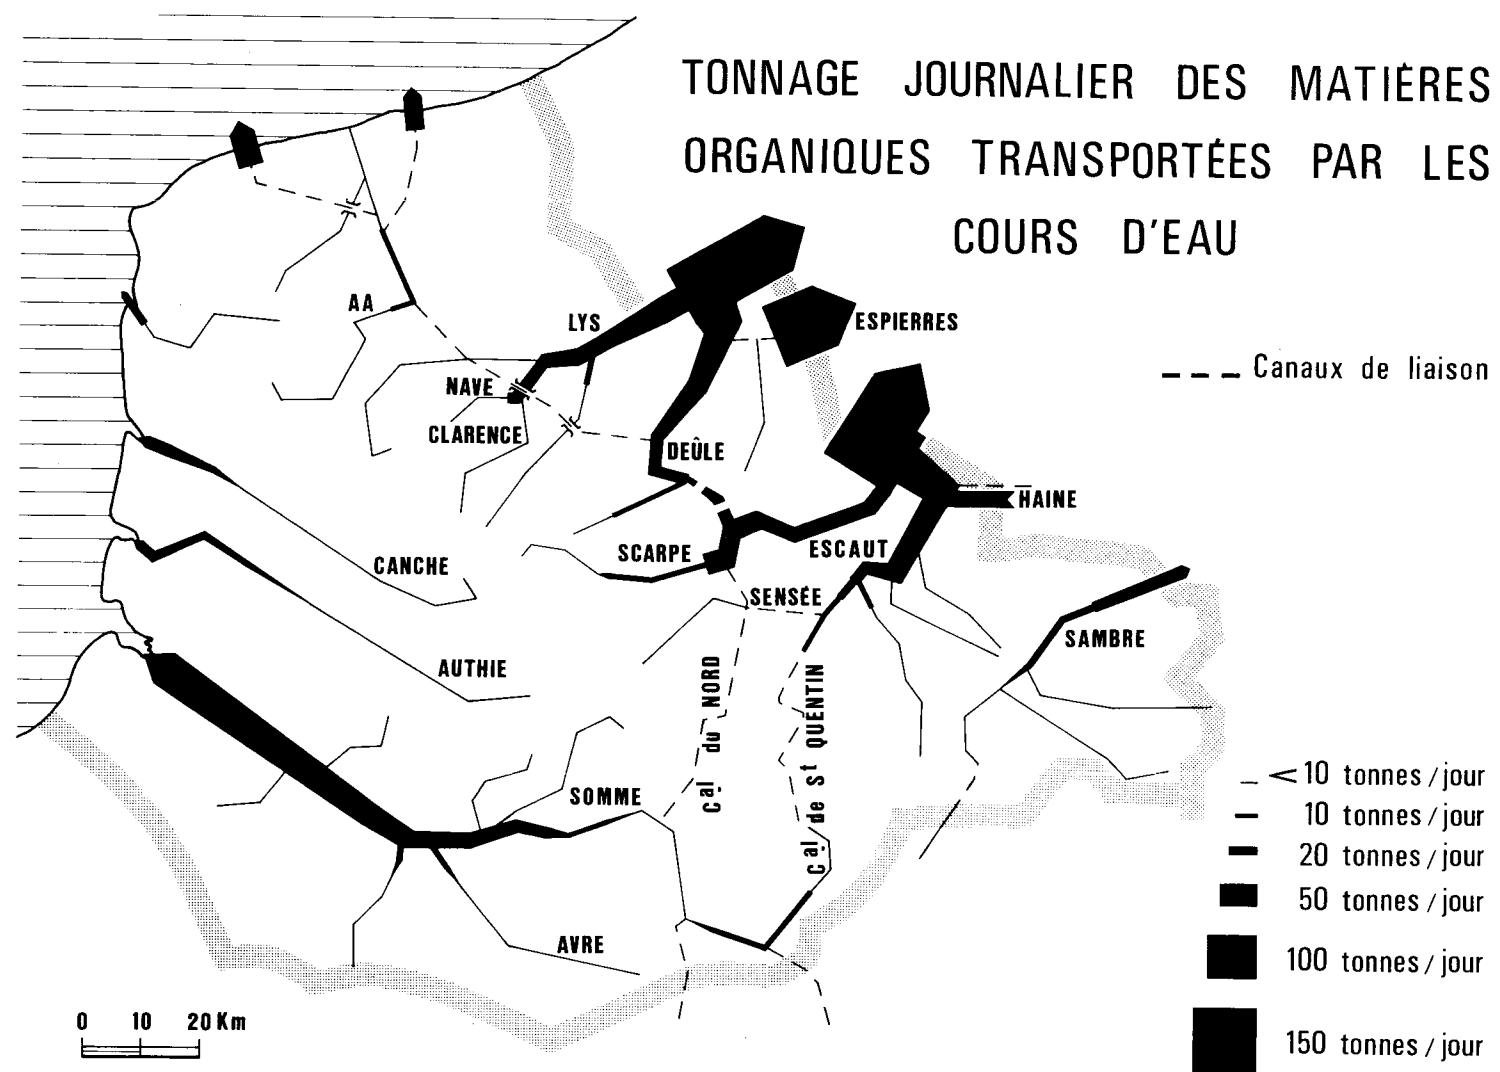 TONNAGE JOURNALIER DES MATIÈRES
ORGANIQUES TRANSPORTÉES PAR LES
COURS D'EAU
AA
LYS
ESPIERRES
Canaux de liaison
NAVE
CLARENCE
DEÛLE
HAINE
SCARPE
ESCAUT
CANCHE
SENSÉE
SAMBRE
AUTHIE
Cal du NORD
Cal de St QUENTIN
SOMME
AVRE
< 10 tonnes / jour
10 tonnes / jour
20 tonnes / jour
50 tonnes / jour
100 tonnes / jour
150 tonnes / jour
0 10 20 Km